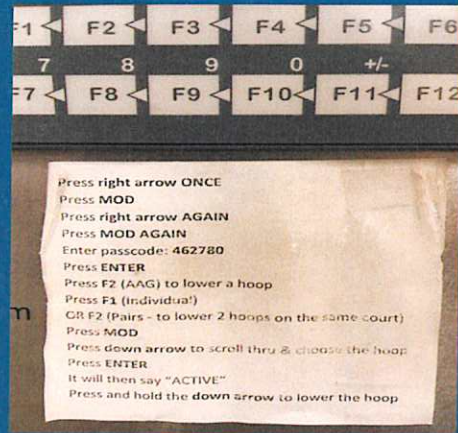 F1 F2 F3 F4 F5 F6
7 8 9 0 +/-
F7 F8 F9 F10 F11 F12
Press right arrow ONCE
Press MOD
Press right arrow AGAIN
Press MOD AGAIN
Enter passcode: 462780
Press ENTER
Press F2 (AAG) to lower a hoop
Press F1 (individual)
OR F2 (Pairs - to lower 2 hoops on the same court)
m
Press MOD
Press down arrow to scroll thru & choose the hoop
Press ENTER
It will then say "ACTIVE"
Press and hold the down arrow to lower the hoop